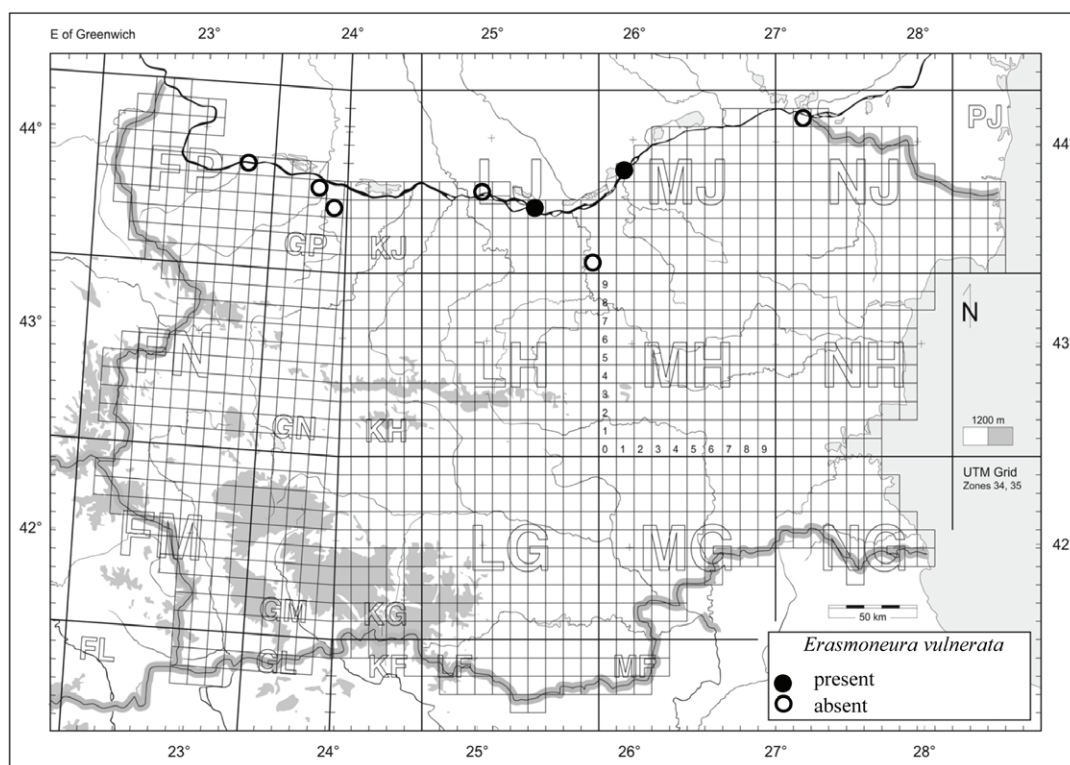 E of Greenwich 23° 24° 25° 26° 27° 28°
44° 44°
PJ
FP LJ MJ NJ
GP KJ
9
8
43° 7 N 43°
6
FN LH MH NH
5
4
3
2 1200 m
GN KH
1
0 1 2 3 4 5 6 7 8 9
UTM Grid
Zones 34, 35
42° FM LG MG NG 42°
GM KG
50 km
FL GL KF LF MF
Erasmoneura vulnerata
present
absent
23° 24° 25° 26° 27° 28°